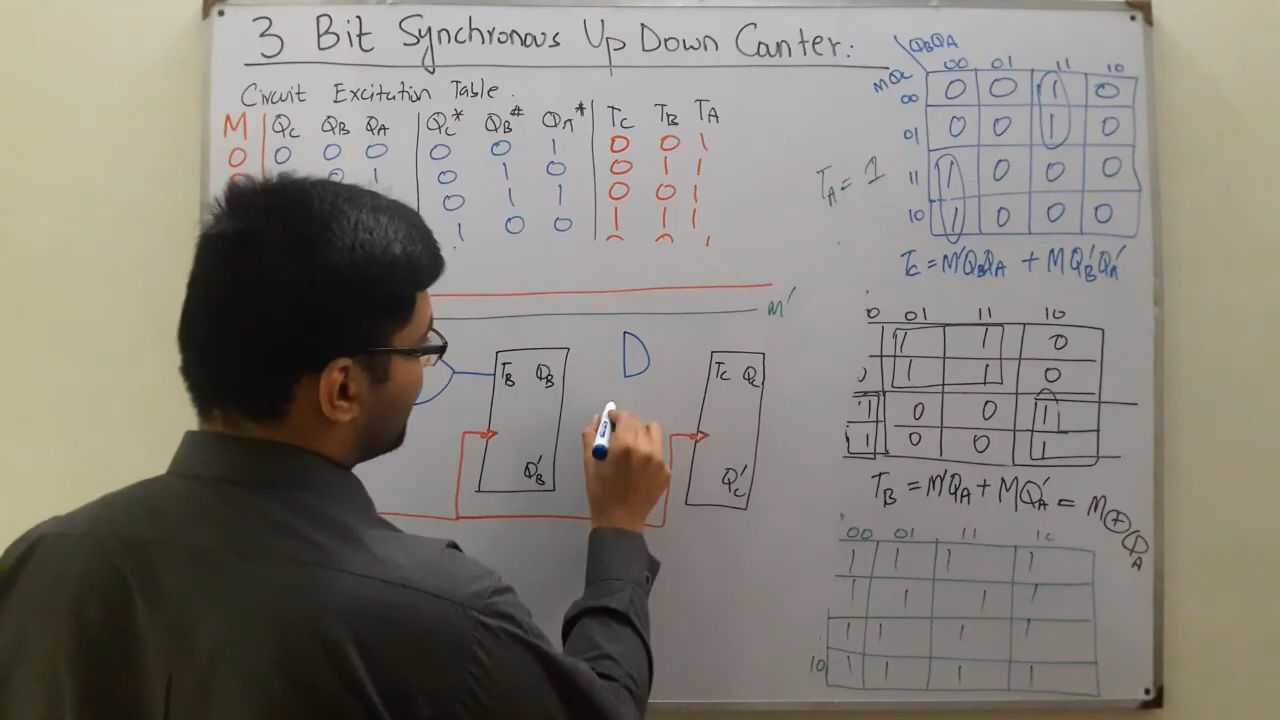 3 Bit Synchronous Up Down Canter:
Circuit Excitation Table.
M QC QB QA QC* QB* QA* TC TB TA
0 0 0 0 0 0 1 0 0 1
0 1 0 1 0 0 1 1
0 1 1 0 0 1
1 0 0 1 1 1
M'
TB QB
Q'B
TC QC
Q'C
TA = 1
QBQA
MQC
00 01 11 10
00 0 0 1 0
01 0 0 1 0
11 1 0 0 0
10 1 0 0 0
TC = M'QBQA + MQ'BQ'A
0 01 11 10
1 1 0
1 1 0
1 0 0 1
1 0 0 1
TB = M'QA + MQ'A = M ⊕ QA
00 01 11 10
1 1 1 1
1 1 1 1
1 1 1 1
10 1 1 1 1